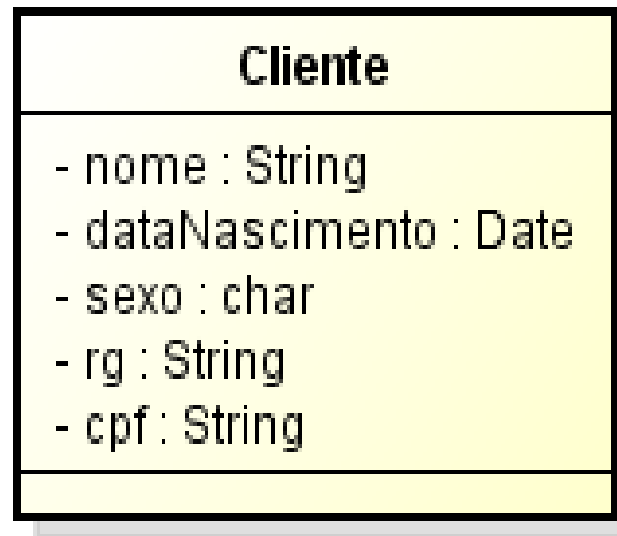 Cliente
- nome : String
- dataNascimento : Date
- sexo : char
- rg : String
- cpf : String